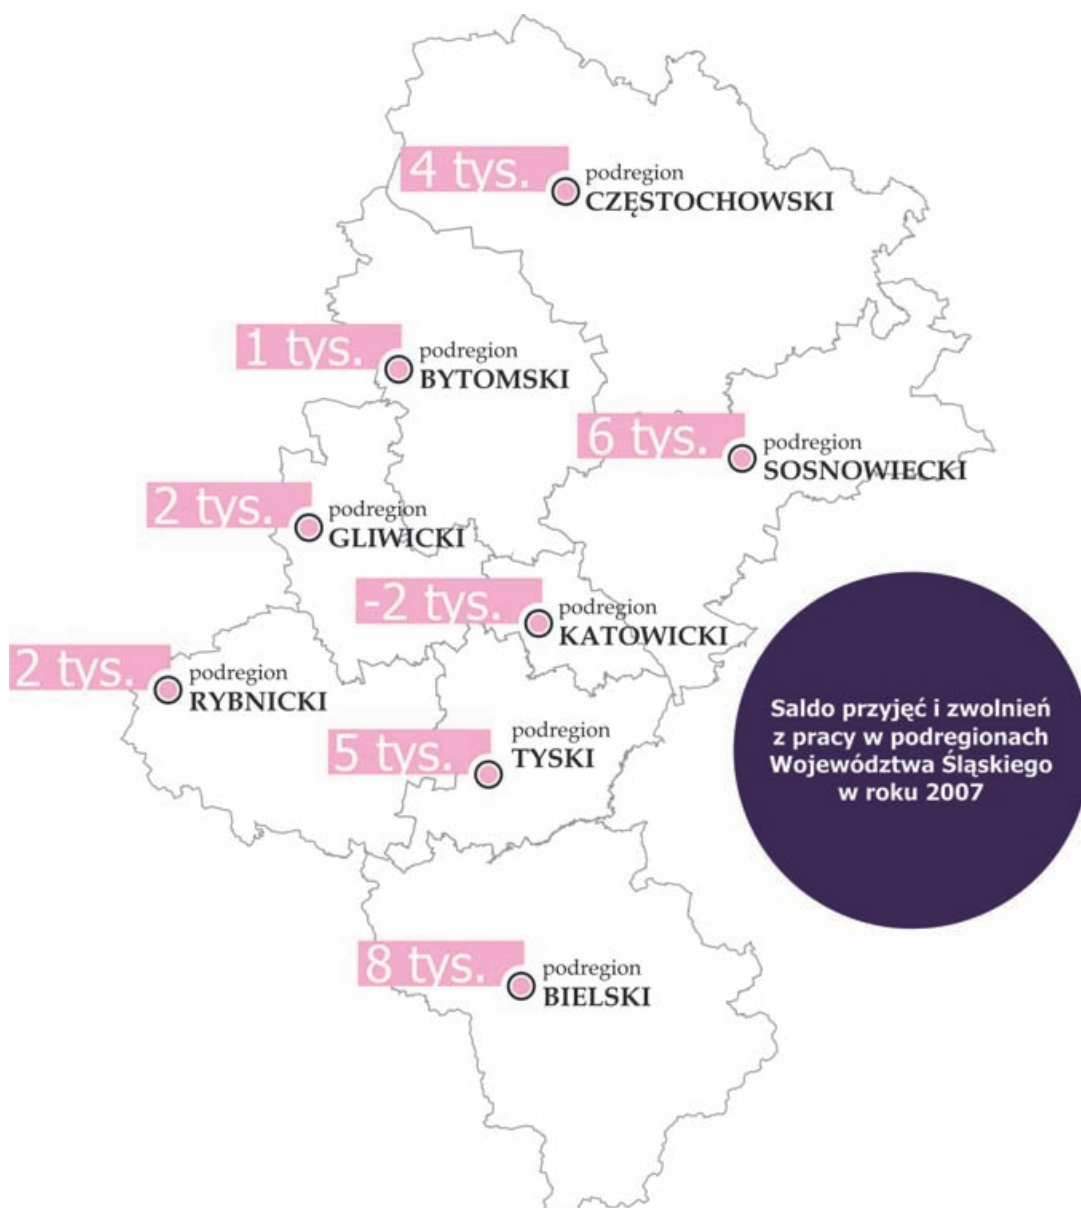 4 tys.
podregion
CZĘSTOCHOWSKI
1 tys.
podregion
BYTOMSKI
6 tys.
podregion
SOSNOWIECKI
2 tys.
podregion
GLIWICKI
-2 tys.
podregion
KATOWICKI
2 tys.
podregion
RYBNICKI
5 tys.
podregion
TYSKI
Saldo przyjęć i zwolnień
z pracy w podregionach
Województwa Śląskiego
w roku 2007
8 tys.
podregion
BIELSKI